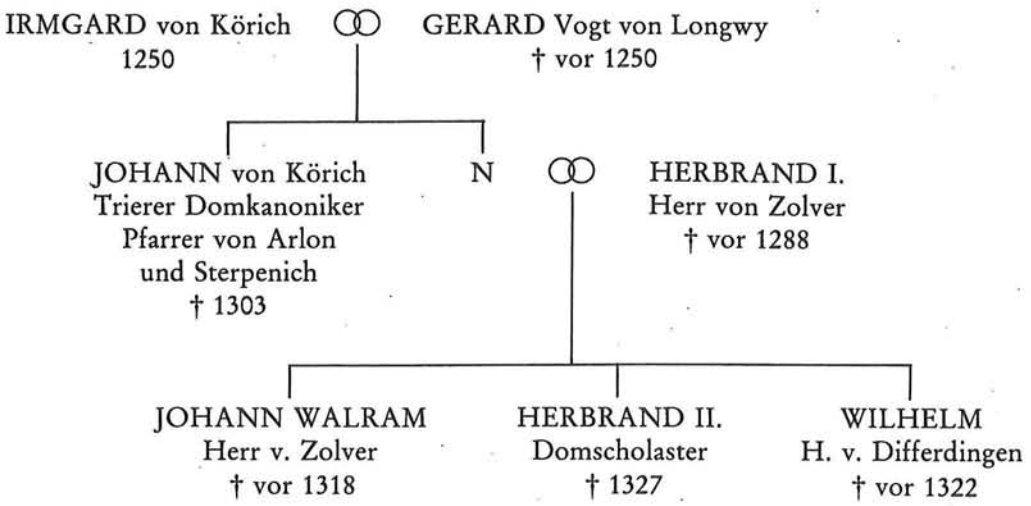 IRMGARD von Körich
1250
GERARD Vogt von Longwy
† vor 1250
JOHANN von Körich
Trierer Domkanoniker
Pfarrer von Arlon
und Sterpenich
† 1303
N
HERBRAND I.
Herr von Zolver
† vor 1288
JOHANN WALRAM
Herr v. Zolver
† vor 1318
HERBRAND II.
Domscholaster
† 1327
WILHELM
H. v. Differdingen
† vor 1322